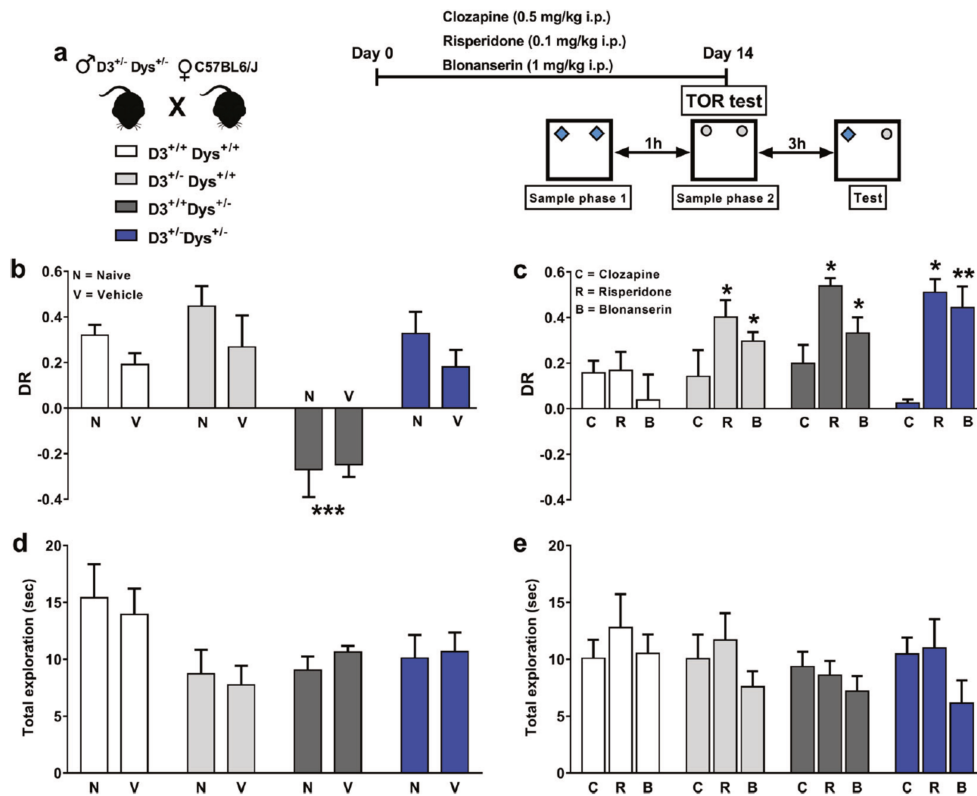 Clozapine (0.5 mg/kg i.p.)
Risperidone (0.1 mg/kg i.p.)
Blonanserin (1 mg/kg i.p.)
Day 0
Day 14
a
♂ D3+/- Dys+/- ♀ C57BL6/J
X
D3+/+ Dys+/+
D3+/- Dys+/+
D3+/+Dys+/-
D3+/-Dys+/-
TOR test
1h
3h
Sample phase 1
Sample phase 2
Test
b
N = Naive
V = Vehicle
DR
0.6
0.4
0.2
0.0
-0.2
-0.4
N V N V N V N V
***
c
C = Clozapine
R = Risperidone
B = Blonanserin
DR
0.6
0.4
0.2
0.0
-0.2
-0.4
* * * * * **
C R B C R B C R B C R B
d
Total exploration (sec)
20
15
10
5
0
N V N V N V N V
e
Total exploration (sec)
20
15
10
5
0
C R B C R B C R B C R B